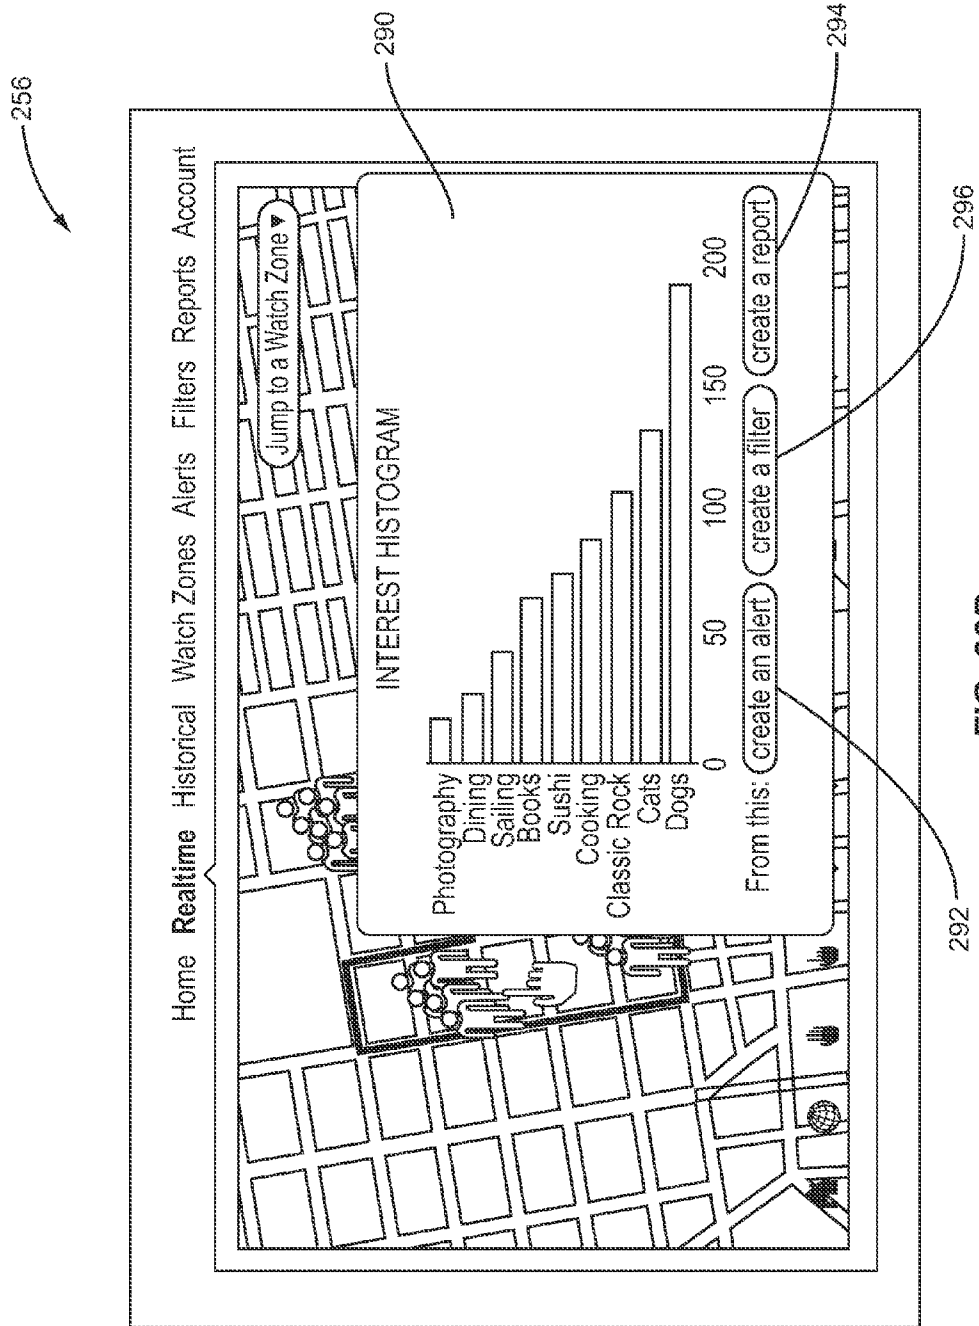 256
Home Realtime Historical Watch Zones Alerts Filters Reports Account
Jump to a Watch Zone ▼
290
INTEREST HISTOGRAM
Photography
Dining
Sailing
Books
Sushi
Cooking
Classic Rock
Cats
Dogs
0 50 100 150 200
From this: create an alert create a filter create a report
292
296
294